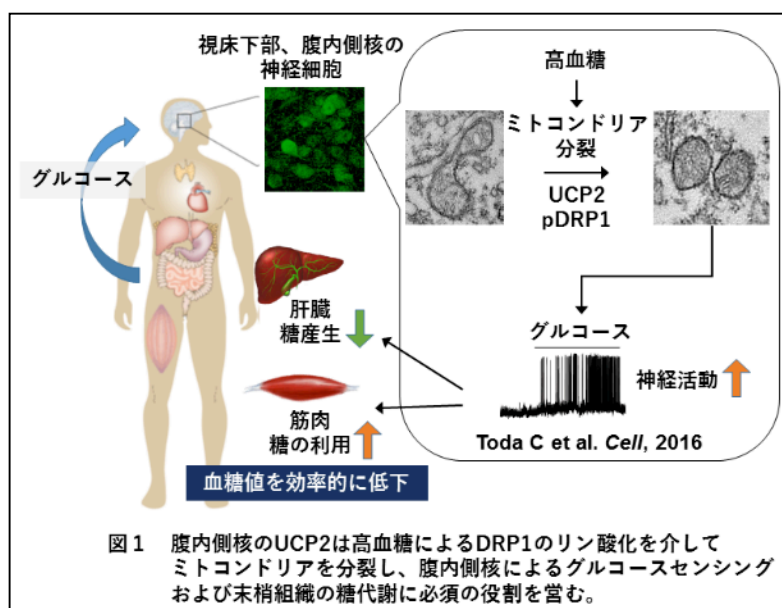 視床下部、腹内側核の
神経細胞
グルコース
高血糖
ミトコンドリア
分裂
UCP2
pDRP1
肝臓
糖産生
グルコース
神経活動
筋肉
糖の利用
Toda C et al. Cell, 2016
血糖値を効率的に低下
図1 腹内側核のUCP2は高血糖によるDRP1のリン酸化を介して
ミトコンドリアを分裂し、腹内側核によるグルコースセンシング
および末梢組織の糖代謝に必須の役割を営む。